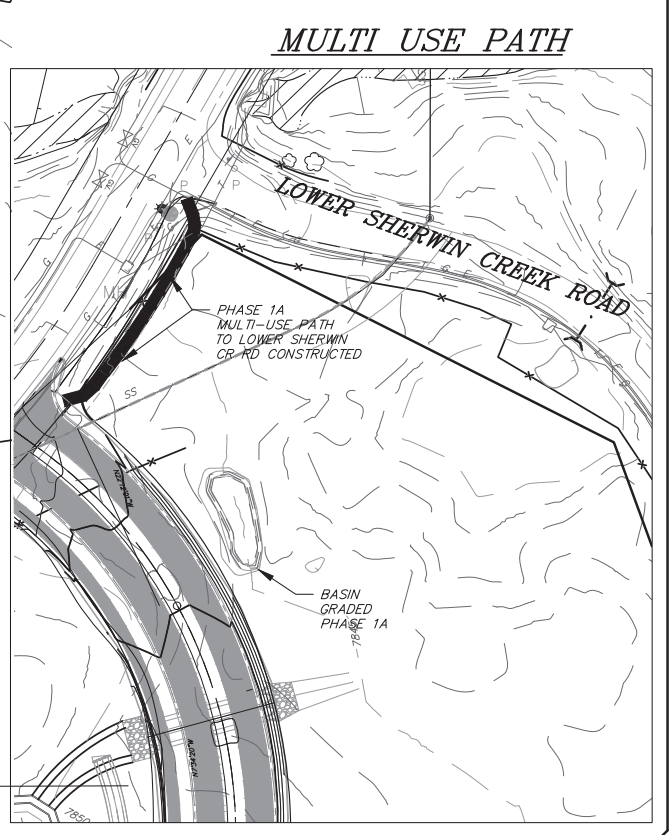 MULTI USE PATH
LOWER SHERWIN CREEK ROAD
PHASE 1A
MULTI-USE PATH
TO LOWER SHERWIN
CR RD CONSTRUCTED
SS
BASIN
GRADED
PHASE 1A
7850